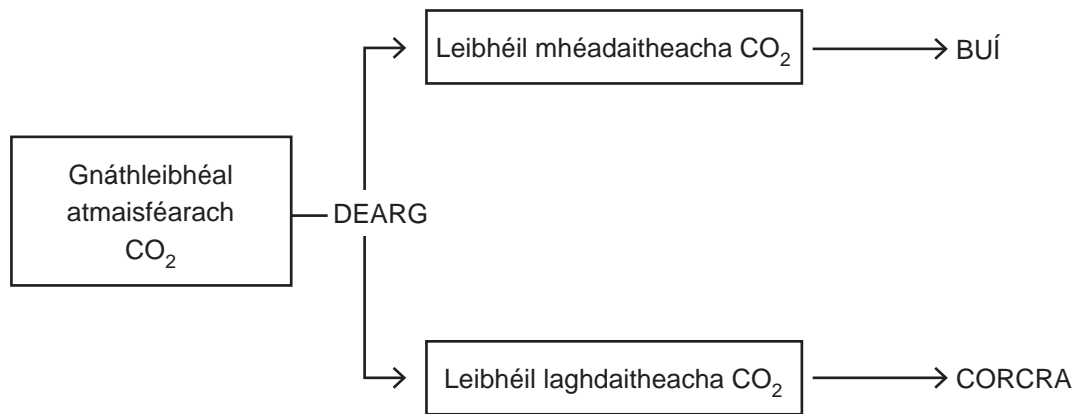 Leibhéil mhéadaitheacha CO₂
BUÍ
Gnáthleibhéal
atmaisféarach
CO₂
DEARG
Leibhéil laghdaitheacha CO₂
CORCRA